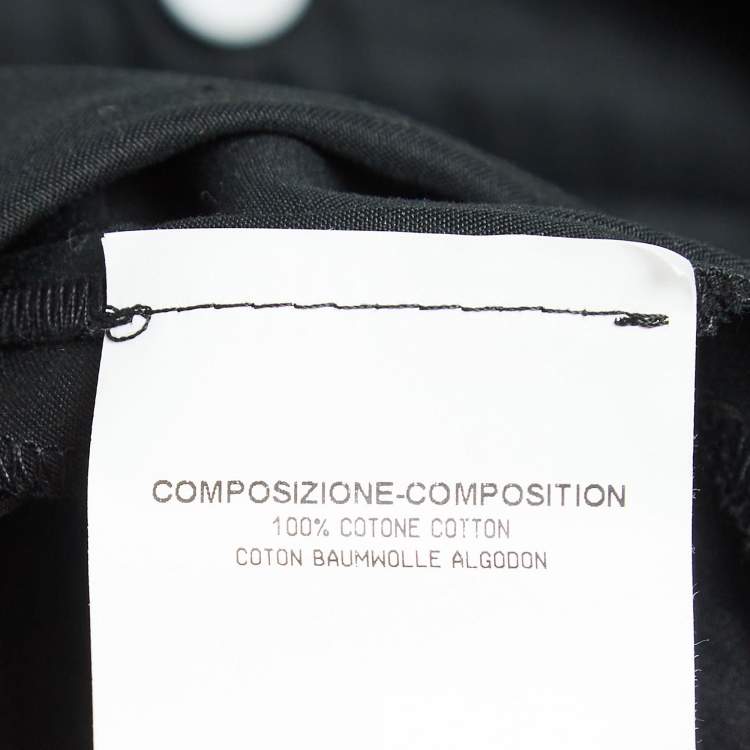 COMPOSIZIONE-COMPOSITION
100% COTONE COTTON
COTON BAUMWOLLE ALGODON